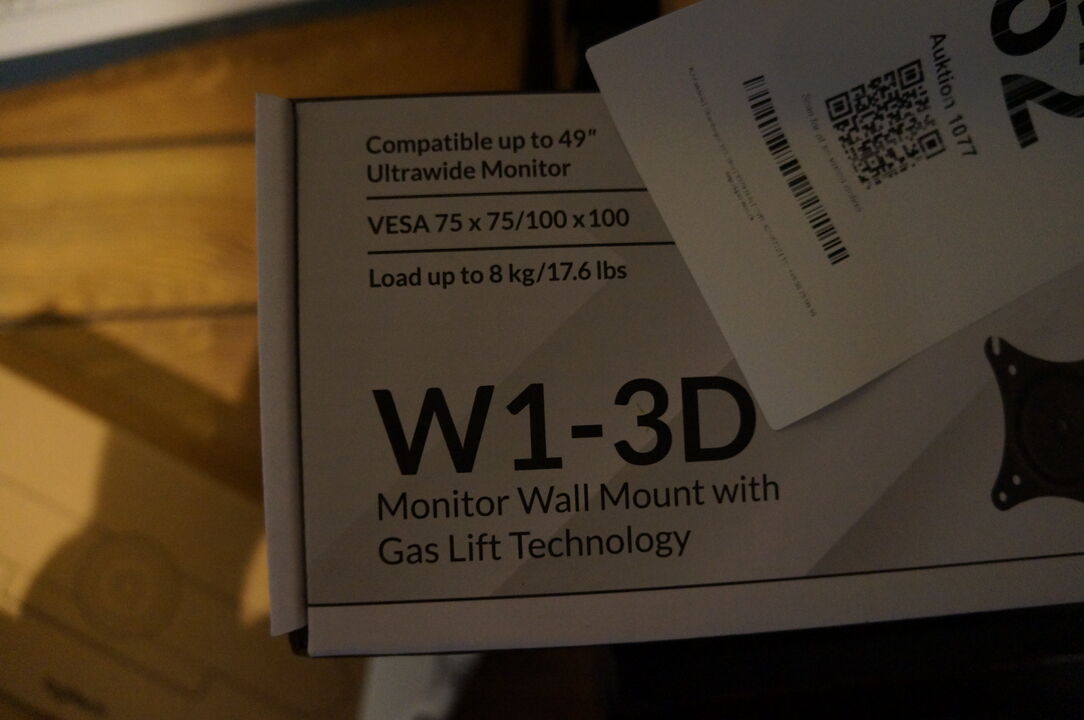 Compatible up to 49"
Ultrawide Monitor
VESA 75 x 75/100 x 100
Load up to 8 kg/17.6 lbs
W1-3D
Monitor Wall Mount with
Gas Lift Technology
Auktion 1077